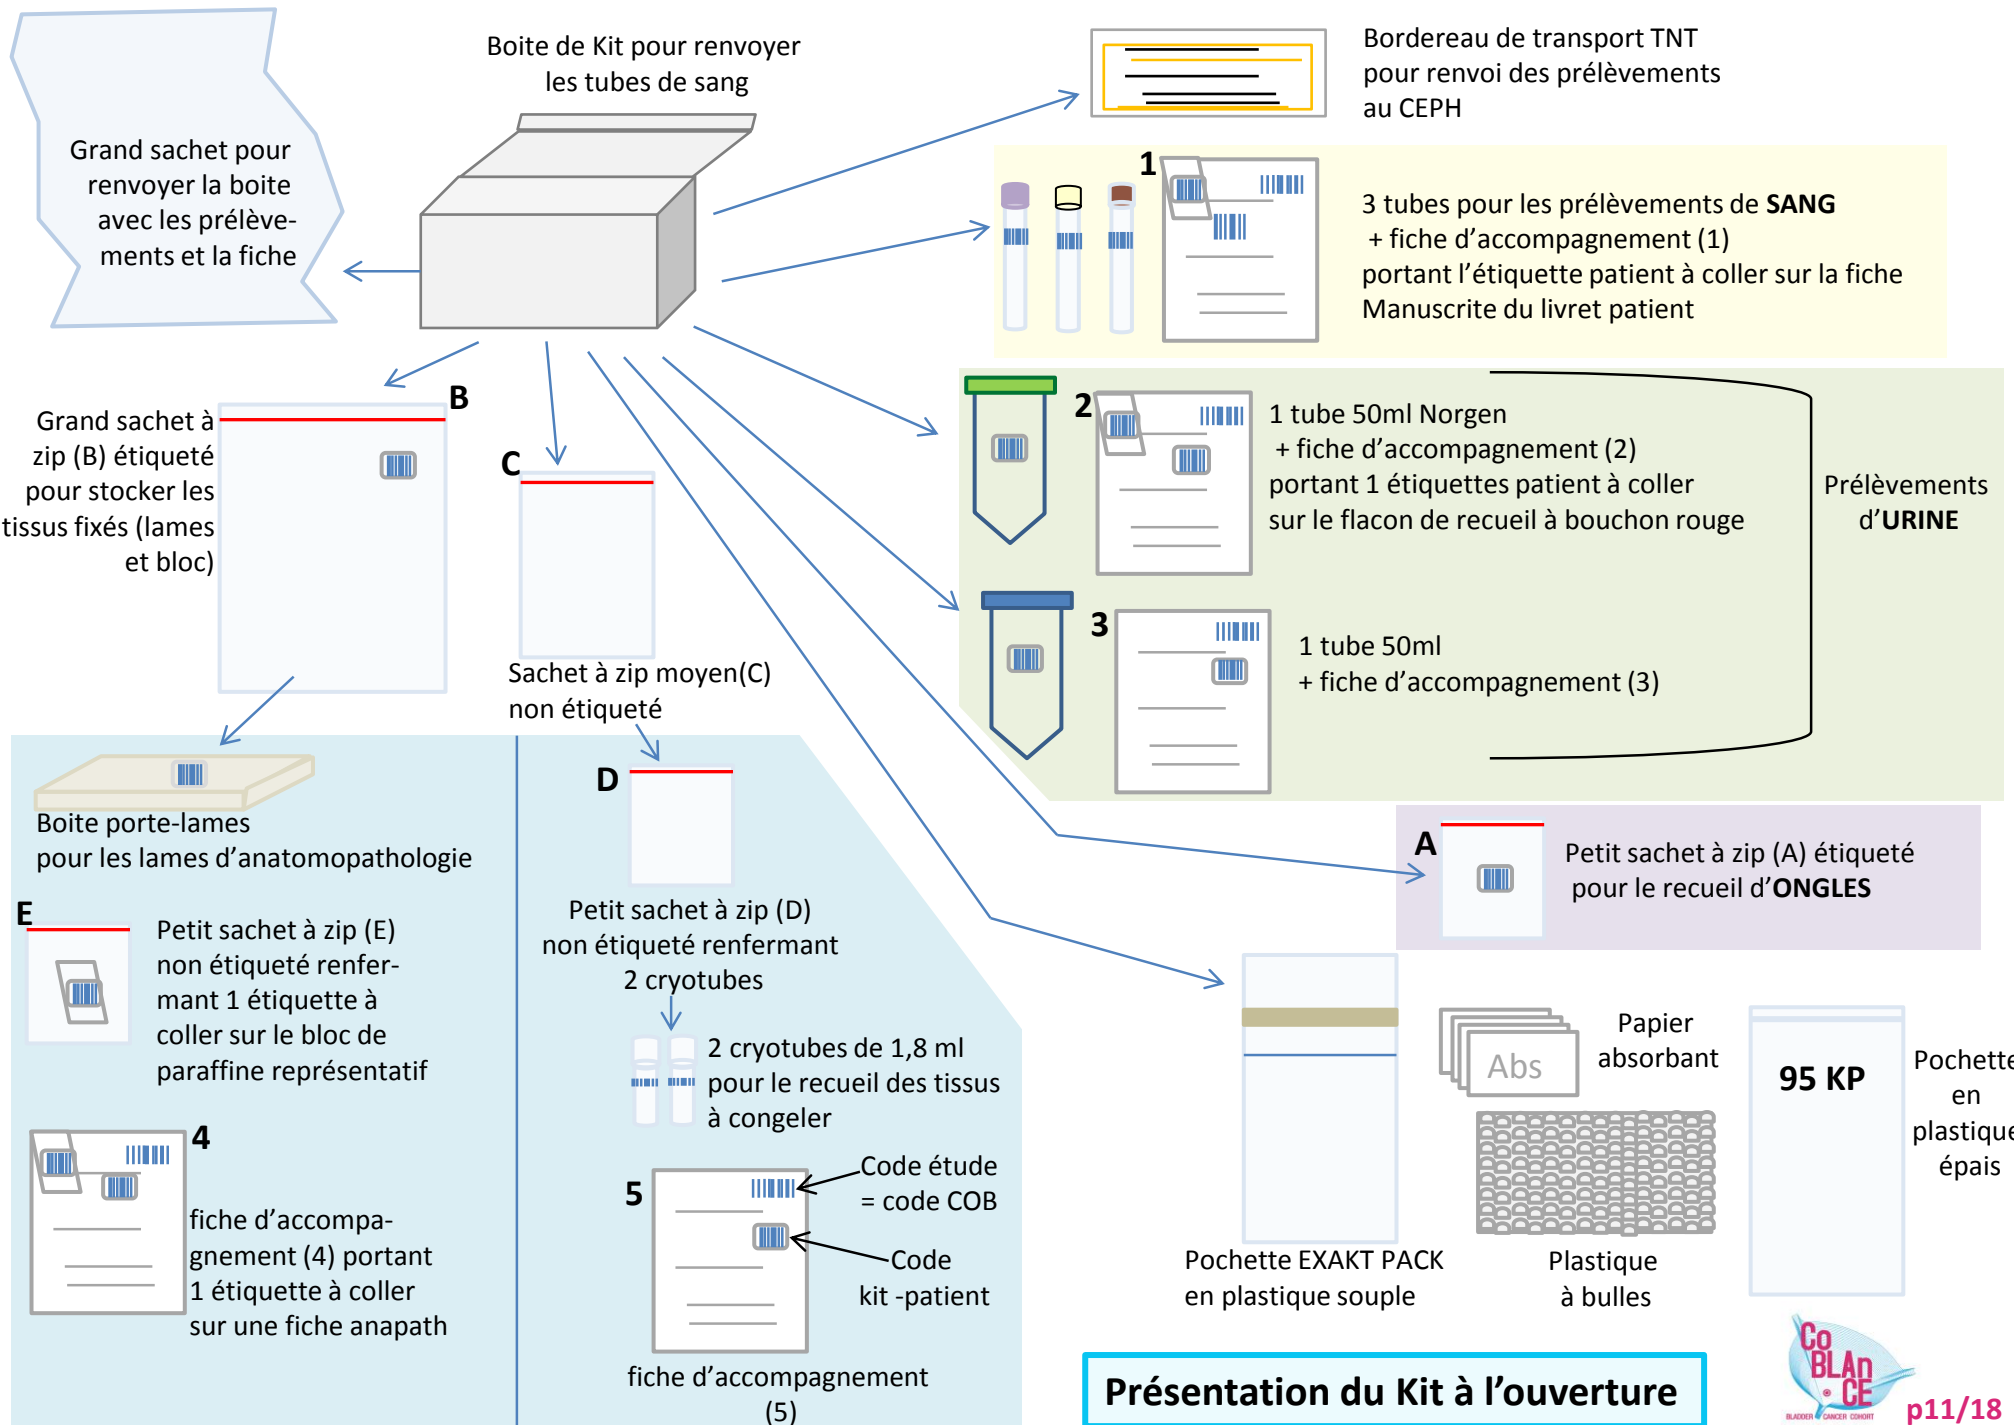 Boite de Kit pour renvoyer
les tubes de sang
Grand sachet pour
renvoyer la boite
avec les prélève-
ments et la fiche
Bordereau de transport TNT
pour renvoi des prélèvements
au CEPH
1
3 tubes pour les prélèvements de SANG
+ fiche d'accompagnement (1)
portant l'étiquette patient à coller sur la fiche
Manuscrite du livret patient
2
1 tube 50ml Norgen
+ fiche d'accompagnement (2)
portant 1 étiquettes patient à coller
sur le flacon de recueil à bouchon rouge
Prélèvements
d'URINE
3
1 tube 50ml
+ fiche d'accompagnement (3)
B
Grand sachet à
zip (B) étiqueté
pour stocker les
tissus fixés (lames
et bloc)
C
Sachet à zip moyen(C)
non étiqueté
Boite porte-lames
pour les lames d'anatomopathologie
E
Petit sachet à zip (E)
non étiqueté renfer-
mant 1 étiquette à
coller sur le bloc de
paraffine représentatif
4
fiche d'accompa-
gnement (4) portant
1 étiquette à coller
sur une fiche anapath
D
Petit sachet à zip (D)
non étiqueté renfermant
2 cryotubes
2 cryotubes de 1,8 ml
pour le recueil des tissus
à congeler
5
Code étude
= code COB
Code
kit -patient
fiche d'accompagnement
(5)
A
Petit sachet à zip (A) étiqueté
pour le recueil d'ONGLES
Pochette EXAKT PACK
en plastique souple
Abs
Papier
absorbant
Plastique
à bulles
95 KP
Pochette
en
plastique
épais
Présentation du Kit à l'ouverture
Co
BLAn
CE
BLADDER CANCER COHORT
p11/18